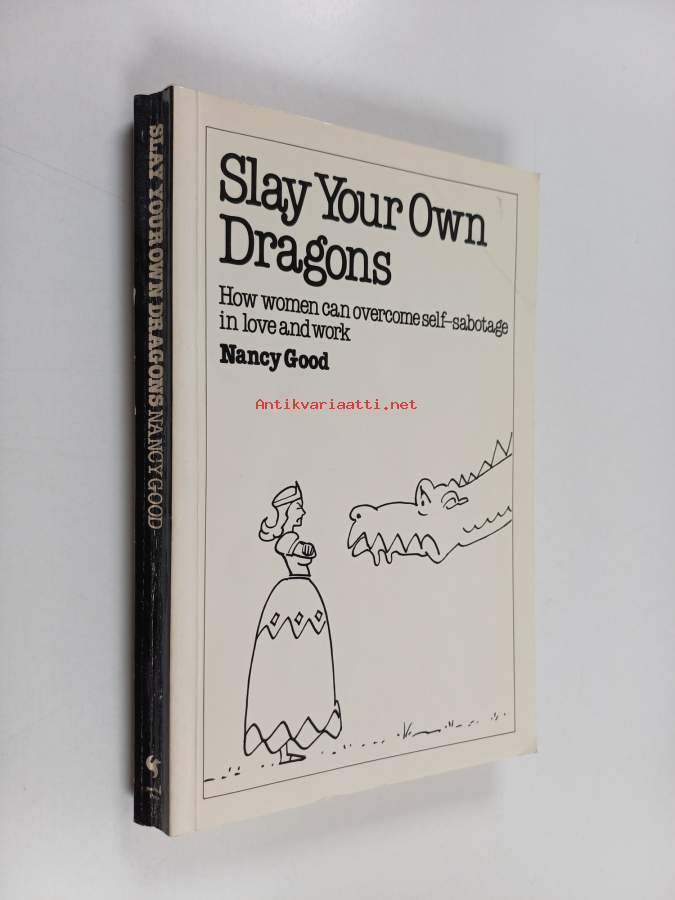 Slay Your Own
Dragons
How women can overcome self-sabotage
in love and work
Nancy Good
Antikvariaatti.net
SLAY YOUR OWN DRAGONS NANCY GOOD